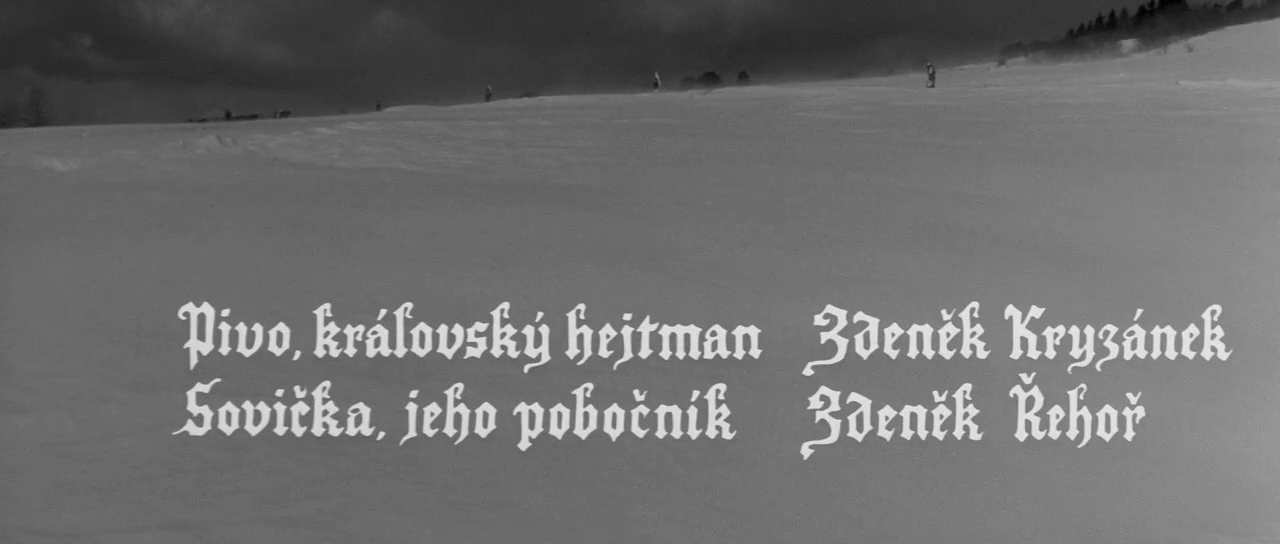 Pivo, královský hejtman Zdeněk Kryzánek
Sovička, jeho pobočník Zdeněk Řehoř